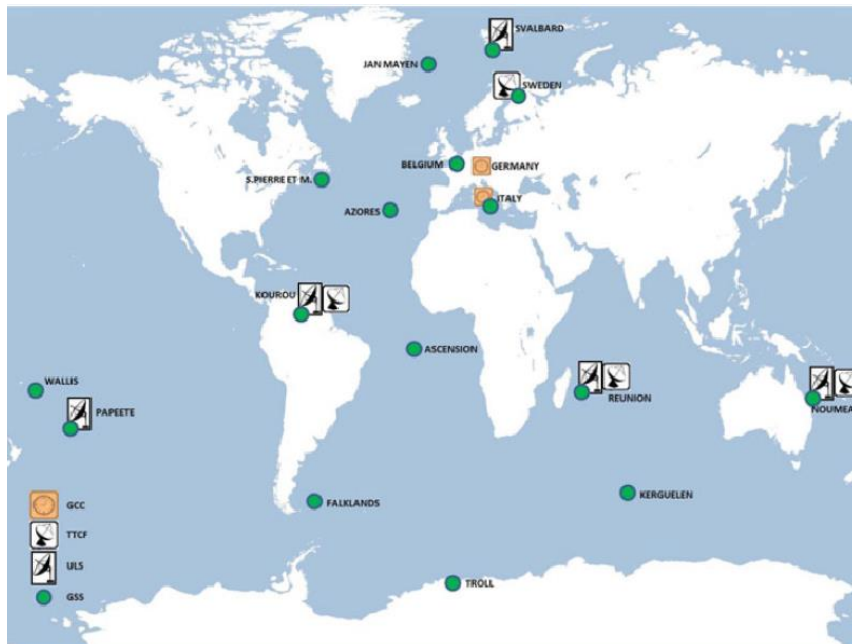 SVALBARD
JAN MAYEN
SWEDEN
BELGIUM
GERMANY
S.PIERRE ET M.
ITALY
AZORES
KOUROU
ASCENSION
WALLIS
REUNION
PAPEETE
NOUMEA
KERGUELEN
FALKLANDS
GCC
TTCF
ULS
TROLL
GSS